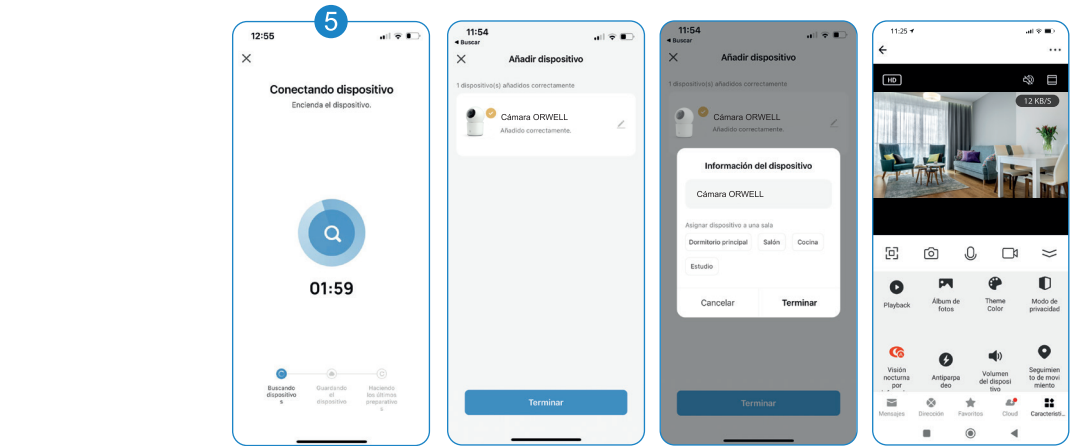 5
12:55
Conectando dispositivo
Encienda el dispositivo.
01:59
Buscando
dispositivo
s
Guardando
el
dispositivo
Haciendo
los últimos
preparativo
s
11:54
◀ Buscar
Añadir dispositivo
1 dispositivo(s) añadidos correctamente
Cámara ORWELL
Añadido correctamente.
Terminar
11:54
◀ Buscar
Añadir dispositivo
1 dispositivo(s) añadidos correctamente
Cámara ORWELL
Añadido correctamente.
Información del dispositivo
Cámara ORWELL
Asignar dispositivo a una sala
Dormitorio principal
Salón
Cocina
Estudio
Cancelar
Terminar
Terminar
11:25
HD
12 KB/S
Playback
Álbum de
fotos
Theme
Color
Modo de
privacidad
Visión
nocturna
por
Antiparpa
deo
Volumen
del disposi
tivo
Seguimien
to de movi
miento
Mensajes
Dirección
Favoritos
Cloud
Característi...